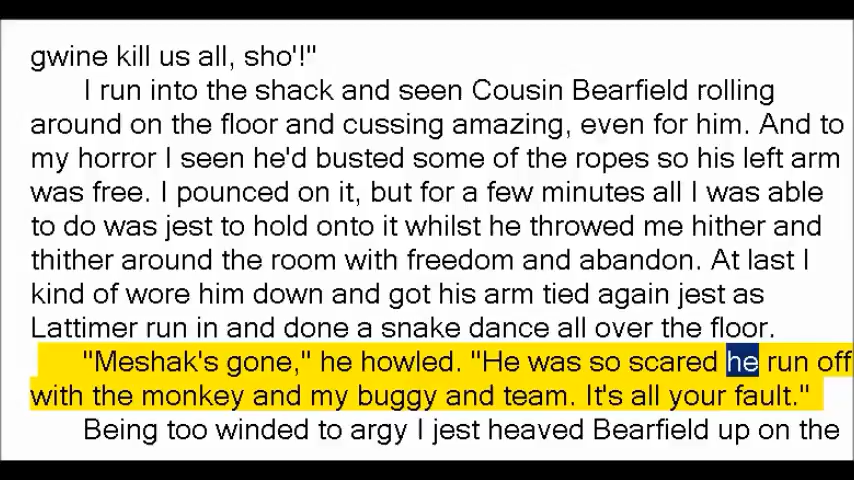 gwine kill us all, sho'!"
I run into the shack and seen Cousin Bearfield rolling
around on the floor and cussing amazing, even for him. And to
my horror I seen he'd busted some of the ropes so his left arm
was free. I pounced on it, but for a few minutes all I was able
to do was jest to hold onto it whilst he throwed me hither and
thither around the room with freedom and abandon. At last I
kind of wore him down and got his arm tied again jest as
Lattimer run in and done a snake dance all over the floor.
"Meshak's gone," he howled. "He was so scared he run off
with the monkey and my buggy and team. It's all your fault."
Being too winded to argy I jest heaved Bearfield up on the